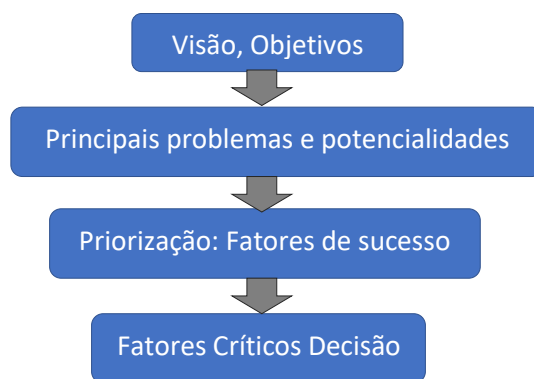 Visão, Objetivos
Principais problemas e potencialidades
Priorização: Fatores de sucesso
Fatores Críticos Decisão